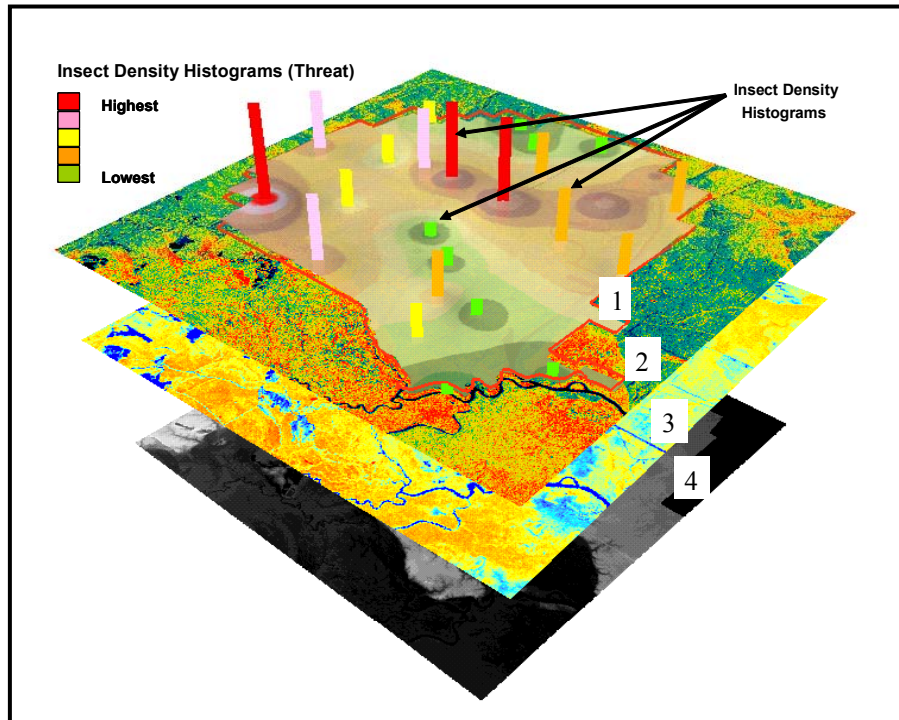 Insect Density Histograms (Threat)
Highest
Lowest
Insect Density
Histograms
1
2
3
4